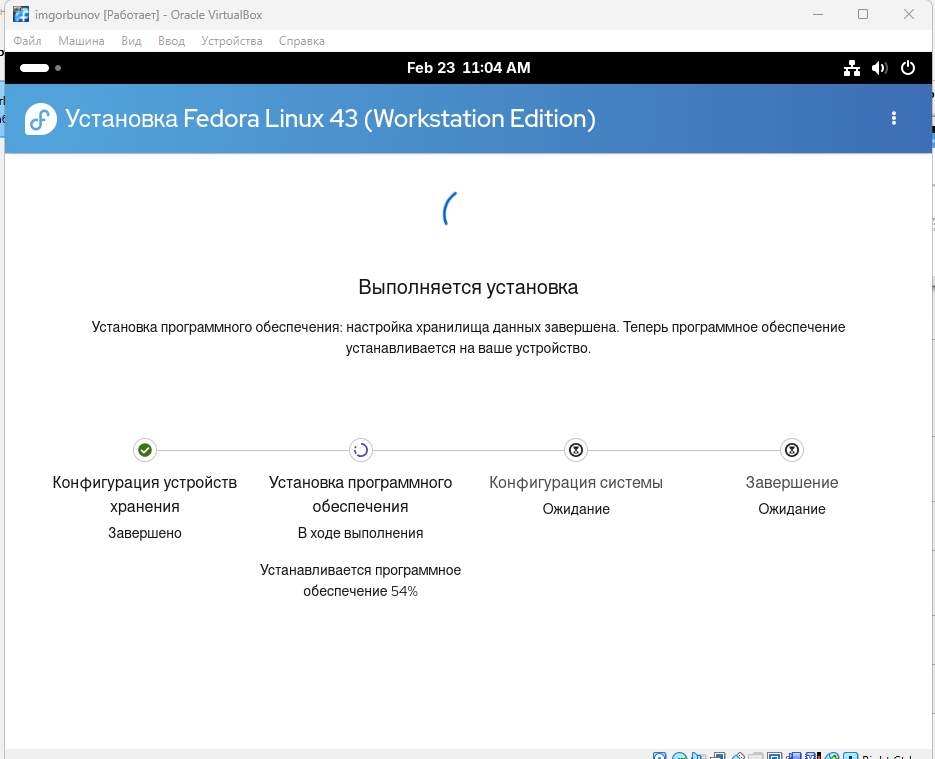 imgorbunov [Работает] - Oracle VirtualBox
Файл Машина Вид Ввод Устройства Справка
Feb 23 11:04 AM
Установка Fedora Linux 43 (Workstation Edition)
Выполняется установка
Установка программного обеспечения: настройка хранилища данных завершена. Теперь программное обеспечение
устанавливается на ваше устройство.
Конфигурация устройств
хранения
Завершено
Установка программного
обеспечения
В ходе выполнения
Устанавливается программное
обеспечение 54%
Конфигурация системы
Ожидание
Завершение
Ожидание